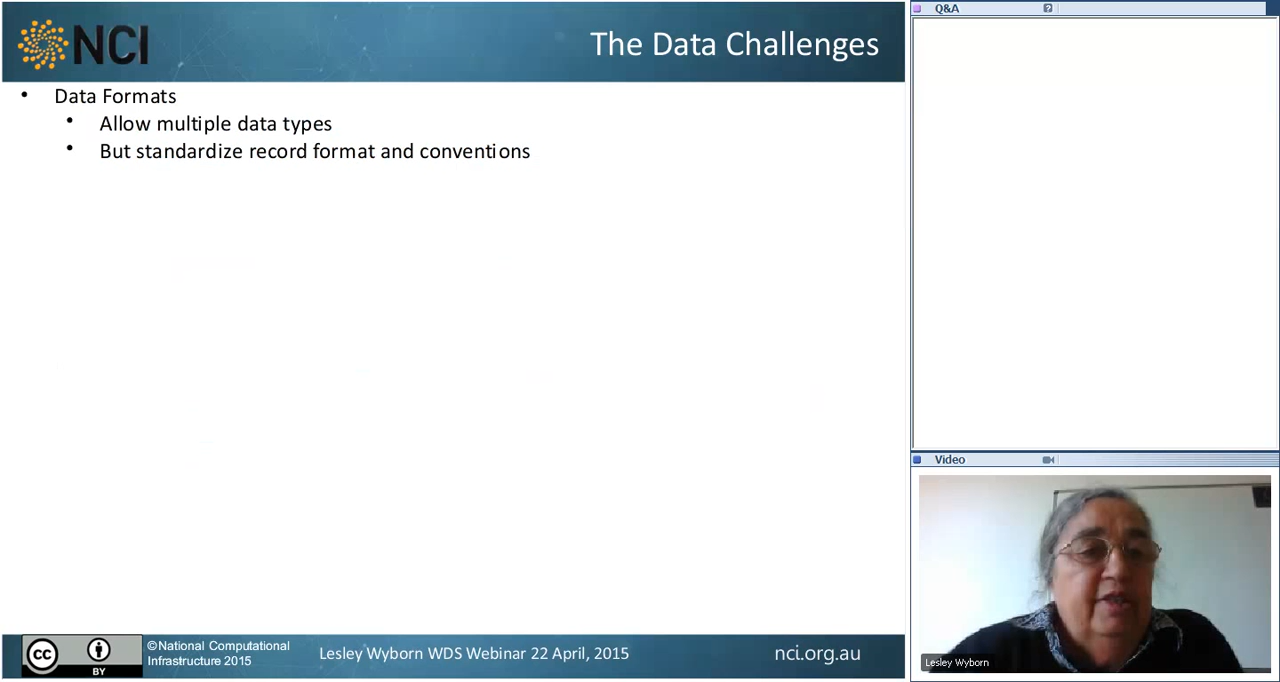 NCI
The Data Challenges
• Data Formats
• Allow multiple data types
• But standardize record format and conventions
cc BY
©National Computational
Infrastructure 2015
Lesley Wyborn WDS Webinar 22 April, 2015
nci.org.au
Q&A
?
Video
Lesley Wyborn